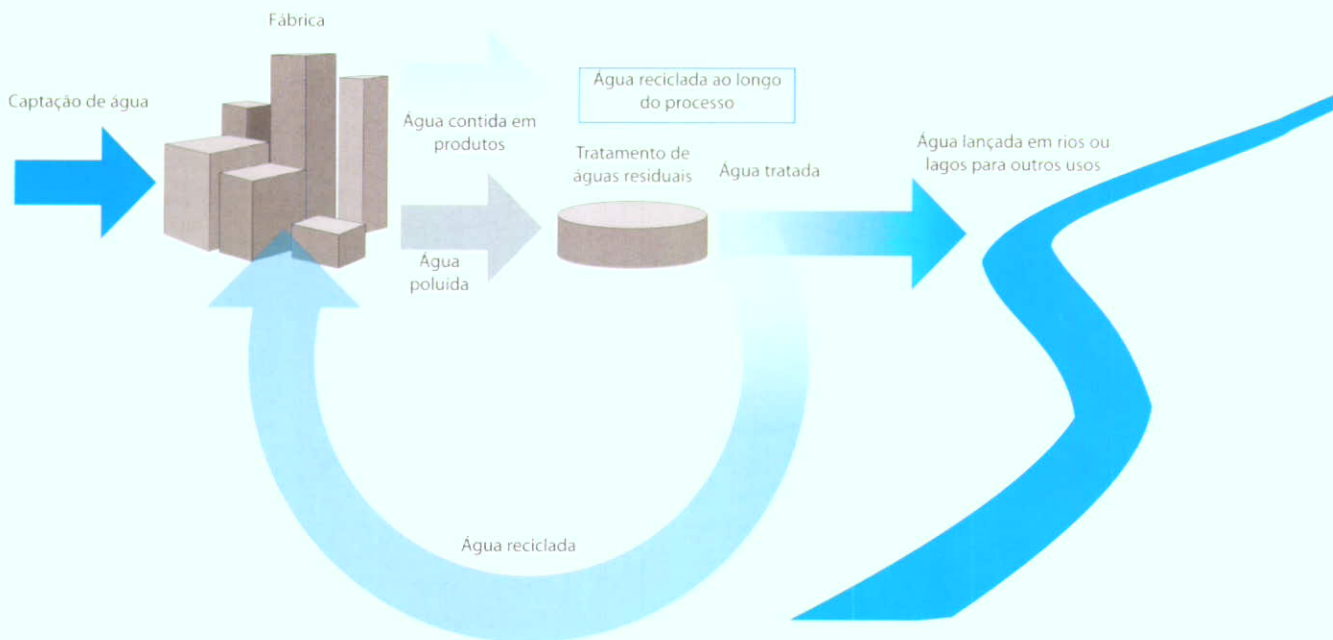 Fábrica
Captação de água
Água contida em
produtos
Água reciclada ao longo
do processo
Tratamento de
águas residuais
Água tratada
Água lançada em rios ou
lagos para outros usos
Água
poluída
Água reciclada